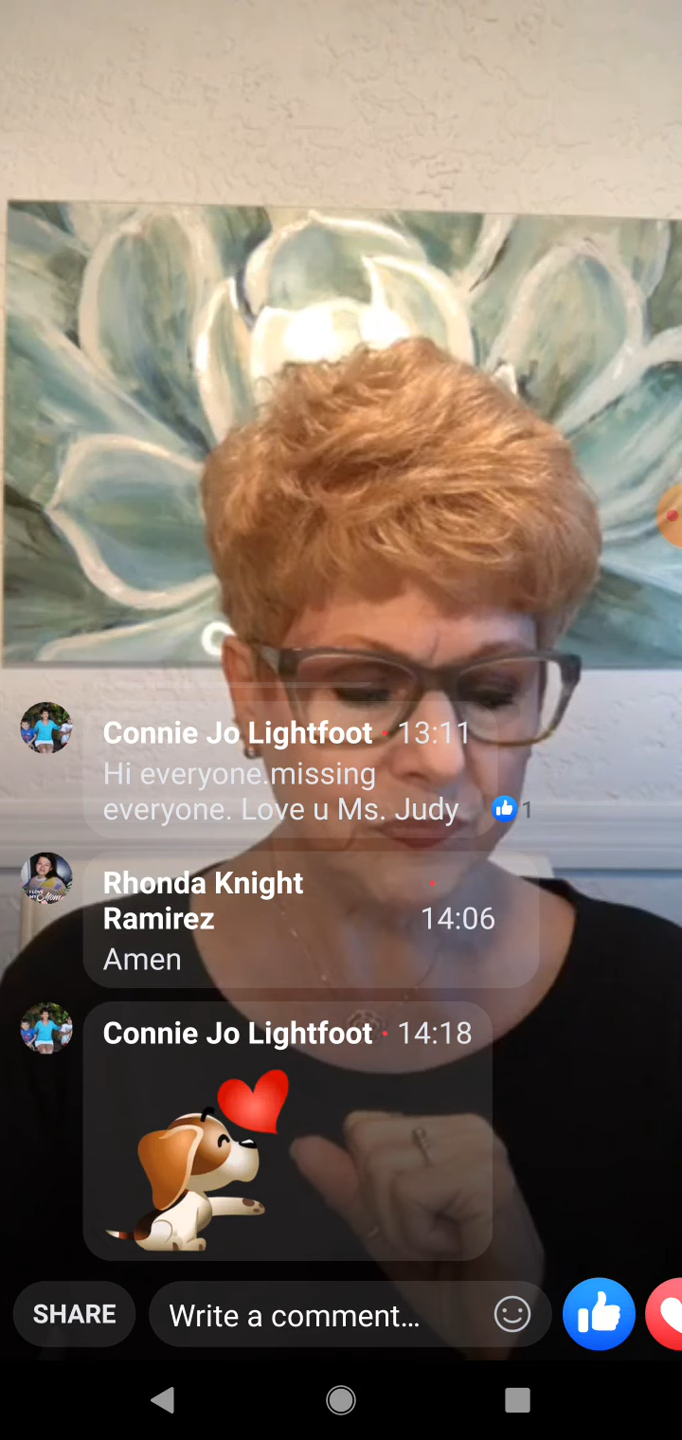 Connie Jo Lightfoot • 13:11
Hi everyone.missing
everyone. Love u Ms. Judy
1
Rhonda Knight •
Ramirez 14:06
Amen
Connie Jo Lightfoot • 14:18
SHARE
Write a comment...